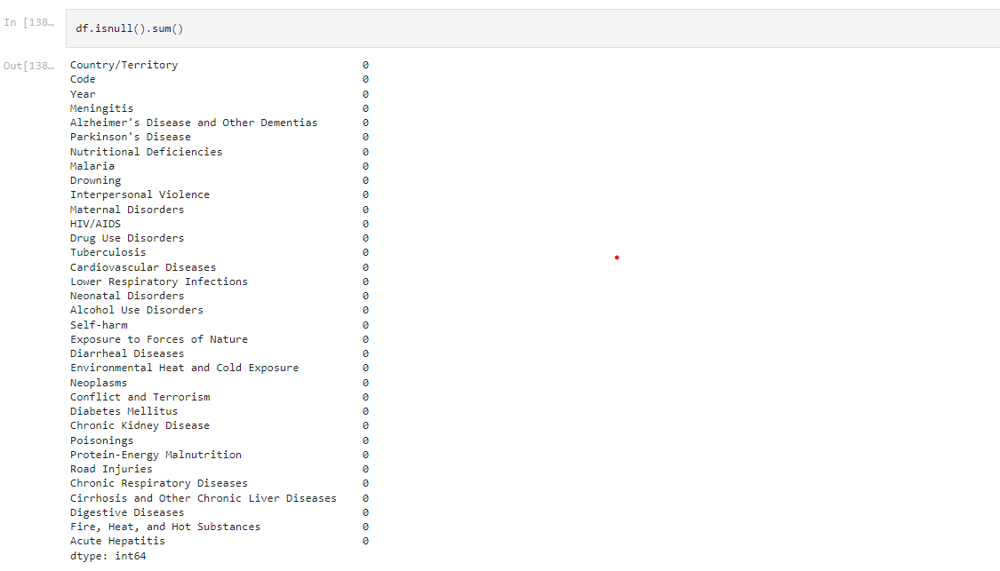 In [138…
df.isnull().sum()
Out[138…
Country/Territory 0
Code 0
Year 0
Meningitis 0
Alzheimer's Disease and Other Dementias 0
Parkinson's Disease 0
Nutritional Deficiencies 0
Malaria 0
Drowning 0
Interpersonal Violence 0
Maternal Disorders 0
HIV/AIDS 0
Drug Use Disorders 0
Tuberculosis 0
Cardiovascular Diseases 0
Lower Respiratory Infections 0
Neonatal Disorders 0
Alcohol Use Disorders 0
Self-harm 0
Exposure to Forces of Nature 0
Diarrheal Diseases 0
Environmental Heat and Cold Exposure 0
Neoplasms 0
Conflict and Terrorism 0
Diabetes Mellitus 0
Chronic Kidney Disease 0
Poisonings 0
Protein-Energy Malnutrition 0
Road Injuries 0
Chronic Respiratory Diseases 0
Cirrhosis and Other Chronic Liver Diseases 0
Digestive Diseases 0
Fire, Heat, and Hot Substances 0
Acute Hepatitis 0
dtype: int64